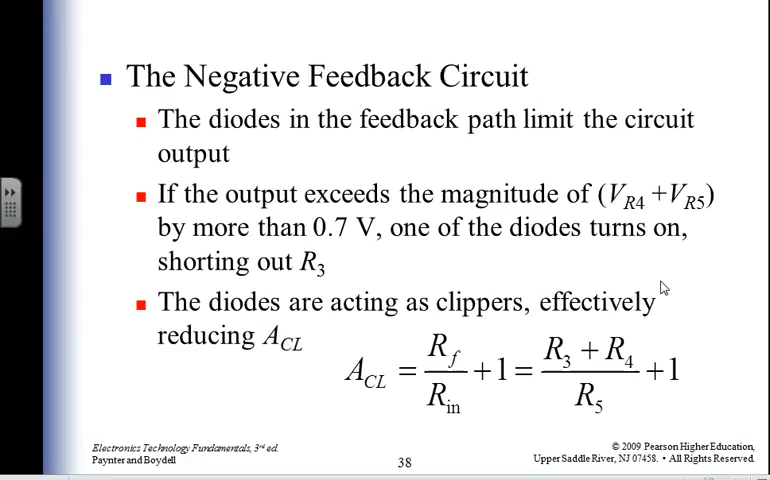 The Negative Feedback Circuit
The diodes in the feedback path limit the circuit
output
If the output exceeds the magnitude of (V_R4 +V_R5)
by more than 0.7 V, one of the diodes turns on,
shorting out R_3
The diodes are acting as clippers, effectively
reducing A_CL
A_CL = R_f / R_in + 1 = (R_3 + R_4) / R_5 + 1
Electronics Technology Fundamentals, 3rd ed.
Paynter and Boydell
38
© 2009 Pearson Higher Education,
Upper Saddle River, NJ 07458. • All Rights Reserved.